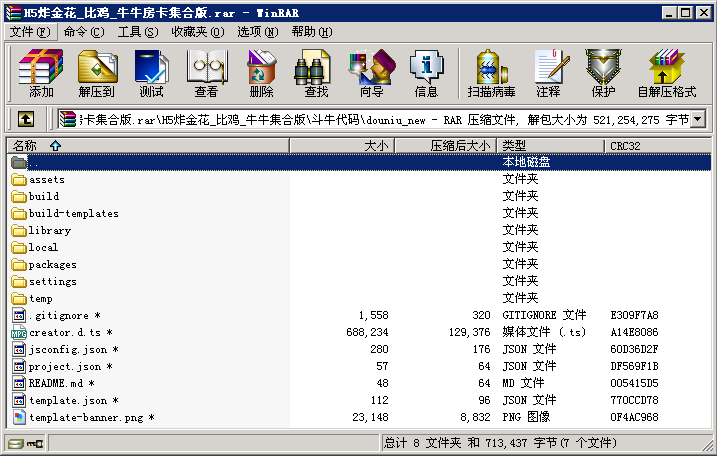 H5炸金花_比鸡_牛牛房卡集合版.rar - WinRAR
文件(F) 命令(C) 工具(S) 收藏夹(O) 选项(N) 帮助(H)
添加 解压到 测试 查看 删除 查找 向导 信息 扫描病毒 注释 保护 自解压格式
卡集合版.rar\H5炸金花_比鸡_牛牛集合版\斗牛代码\douniu_new - RAR 压缩文件, 解包大小为 521,254,275 字节
名称 大小 压缩后大小 类型 CRC32
.. 本地磁盘
assets 文件夹
build 文件夹
build-templates 文件夹
library 文件夹
local 文件夹
packages 文件夹
settings 文件夹
temp 文件夹
.gitignore * 1,558 320 GITIGNORE 文件 E309F7A8
creator.d.ts * 688,234 129,376 媒体文件 (.ts) A14E8086
jsconfig.json * 280 176 JSON 文件 60D36D2F
project.json * 57 64 JSON 文件 DF569F1B
README.md * 48 64 MD 文件 005415D5
template.json * 112 96 JSON 文件 770CCD78
template-banner.png * 23,148 8,832 PNG 图像 0F4AC968
总计 8 文件夹 和 713,437 字节(7 个文件)